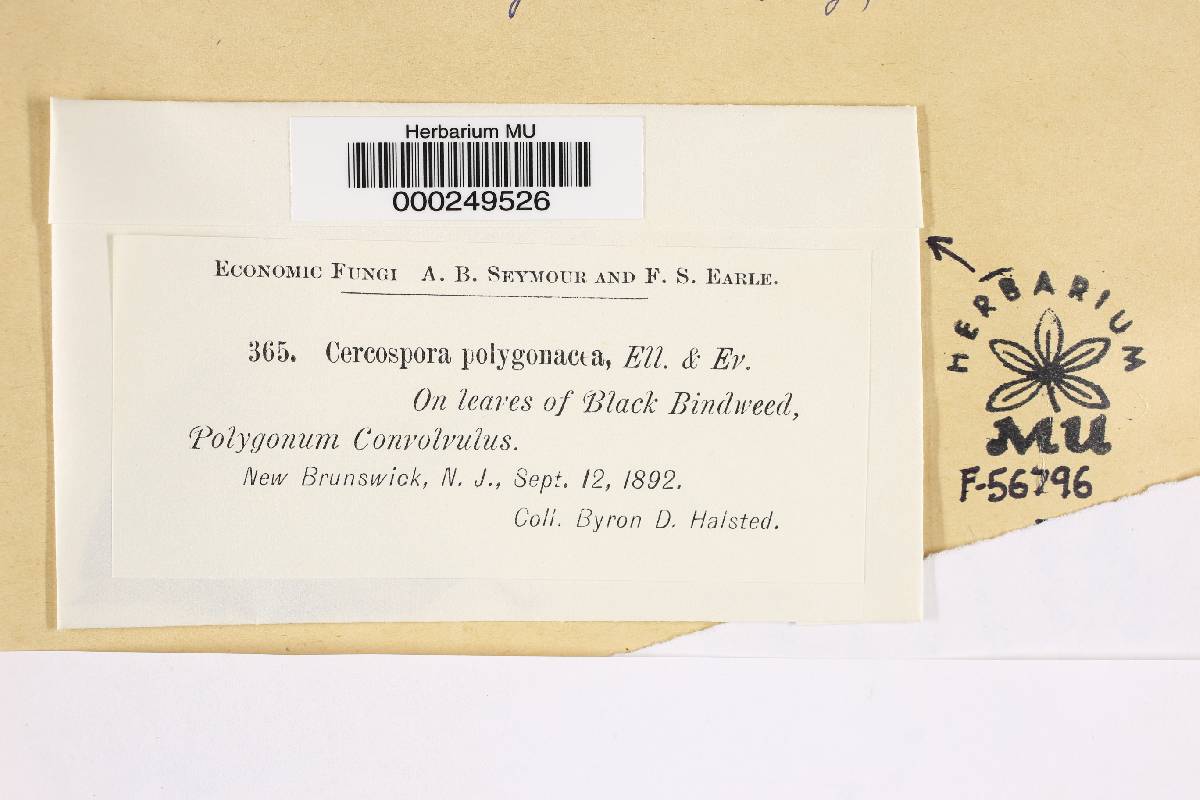 Herbarium MU
000249526
ECONOMIC FUNGI A. B. SEYMOUR AND F. S. EARLE.
365. Cercospora polygonacea, Ell. & Ev.
On leaves of Black Bindweed,
Polygonum Convolvulus.
New Brunswick, N. J., Sept. 12, 1892.
Coll. Byron D. Halsted.
HERBARIUM
MU
F-56796